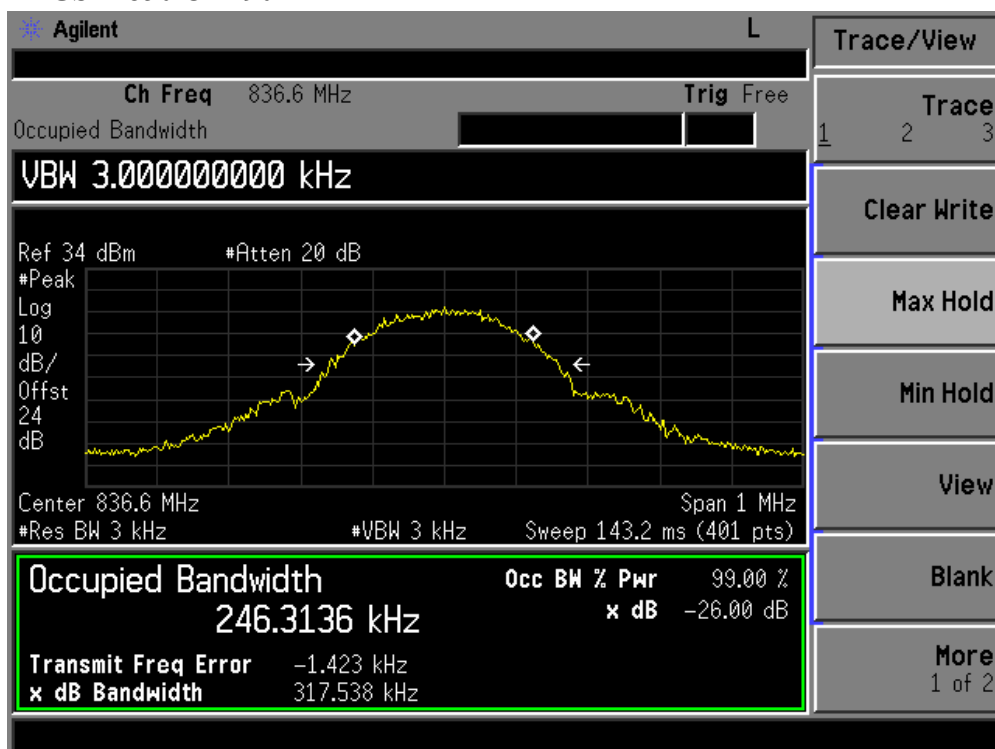 Agilent
L
Trace/View
Ch Freq 836.6 MHz
Trig Free
Occupied Bandwidth
VBW 3.000000000 kHz
Ref 34 dBm
#Atten 20 dB
#Peak
Log
10
dB/
Offst
24
dB
Center 836.6 MHz
Span 1 MHz
#Res BW 3 kHz
#VBW 3 kHz
Sweep 143.2 ms (401 pts)
Occupied Bandwidth
246.3136 kHz
Occ BW % Pwr 99.00 %
x dB -26.00 dB
Transmit Freq Error -1.423 kHz
x dB Bandwidth 317.538 kHz
Trace
1 2 3
Clear Write
Max Hold
Min Hold
View
Blank
More
1 of 2